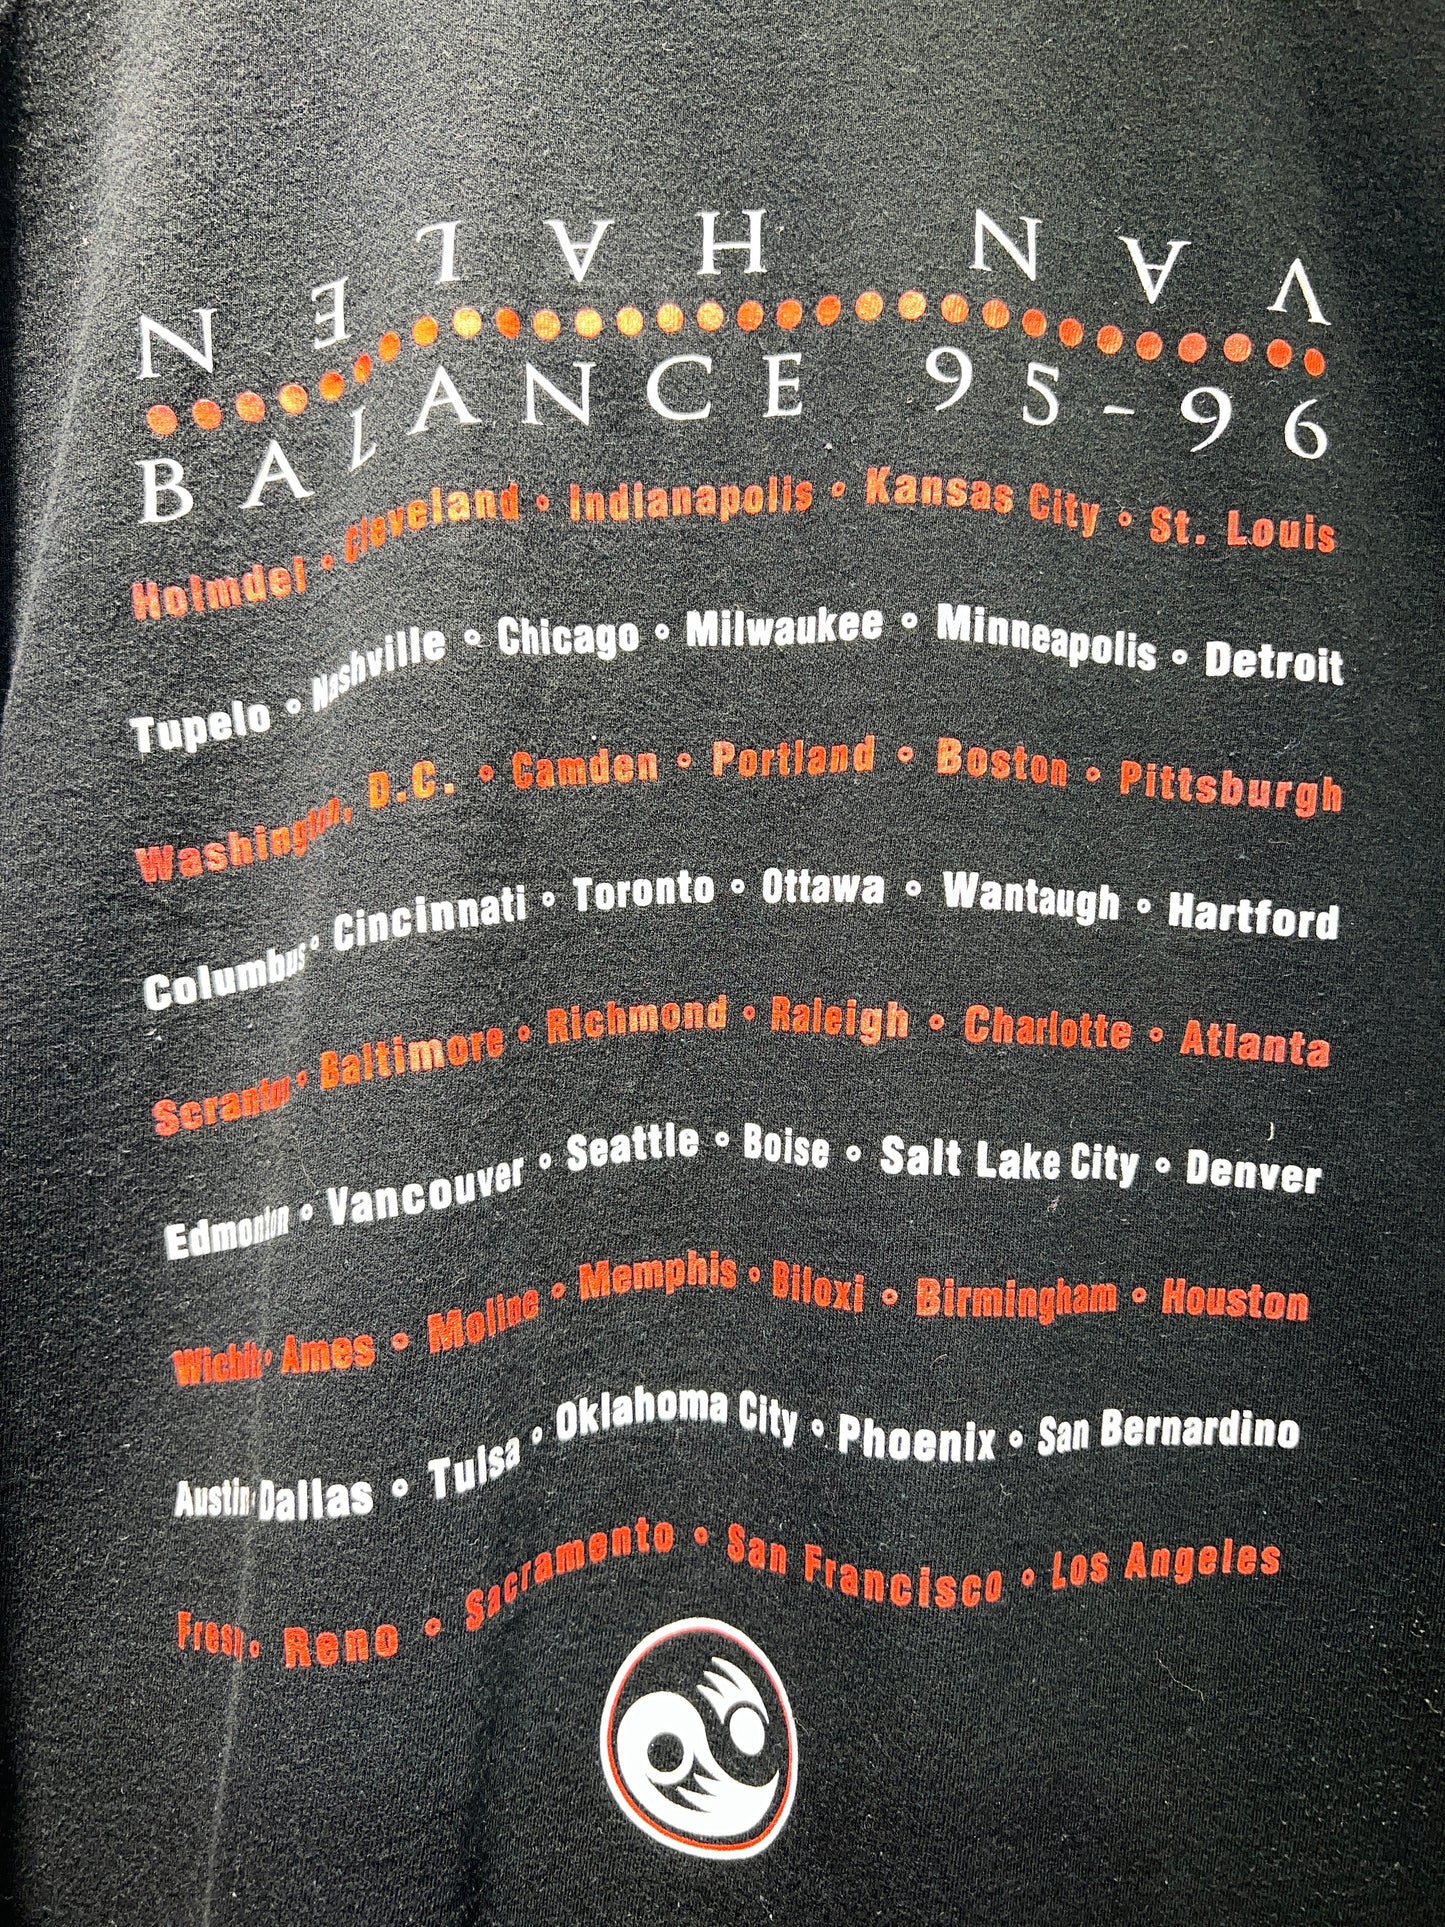 VAN HALEN
BALANCE 95-96
Holmdel • Cleveland • Indianapolis • Kansas City • St. Louis
Tupelo • Nashville • Chicago • Milwaukee • Minneapolis • Detroit
Washington, D.C. • Camden • Portland • Boston • Pittsburgh
Columbus • Cincinnati • Toronto • Ottawa • Wantaugh • Hartford
Scranton • Baltimore • Richmond • Raleigh • Charlotte • Atlanta
Edmonton • Vancouver • Seattle • Boise • Salt Lake City • Denver
Wichita • Ames • Moline • Memphis • Biloxi • Birmingham • Houston
Austin • Dallas • Tulsa • Oklahoma City • Phoenix • San Bernardino
Fresno • Reno • Sacramento • San Francisco • Los Angeles